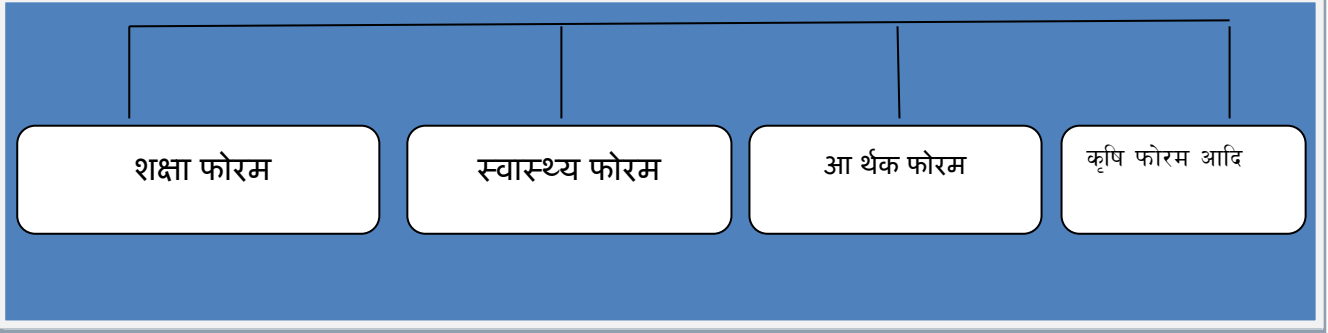 शक्षा फोरम
स्वास्थ्य फोरम
आ र्थक फोरम
कृषि फोरम आदि